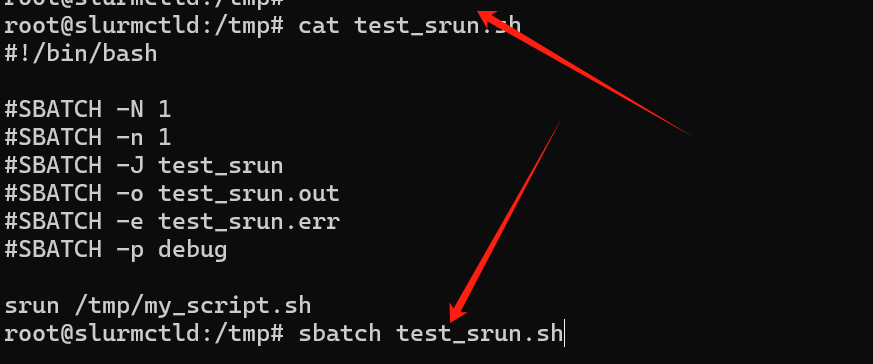 root@slurmctld:/tmp#
root@slurmctld:/tmp# cat test_srun.sh
#!/bin/bash
#SBATCH -N 1
#SBATCH -n 1
#SBATCH -J test_srun
#SBATCH -o test_srun.out
#SBATCH -e test_srun.err
#SBATCH -p debug
srun /tmp/my_script.sh
root@slurmctld:/tmp# sbatch test_srun.sh